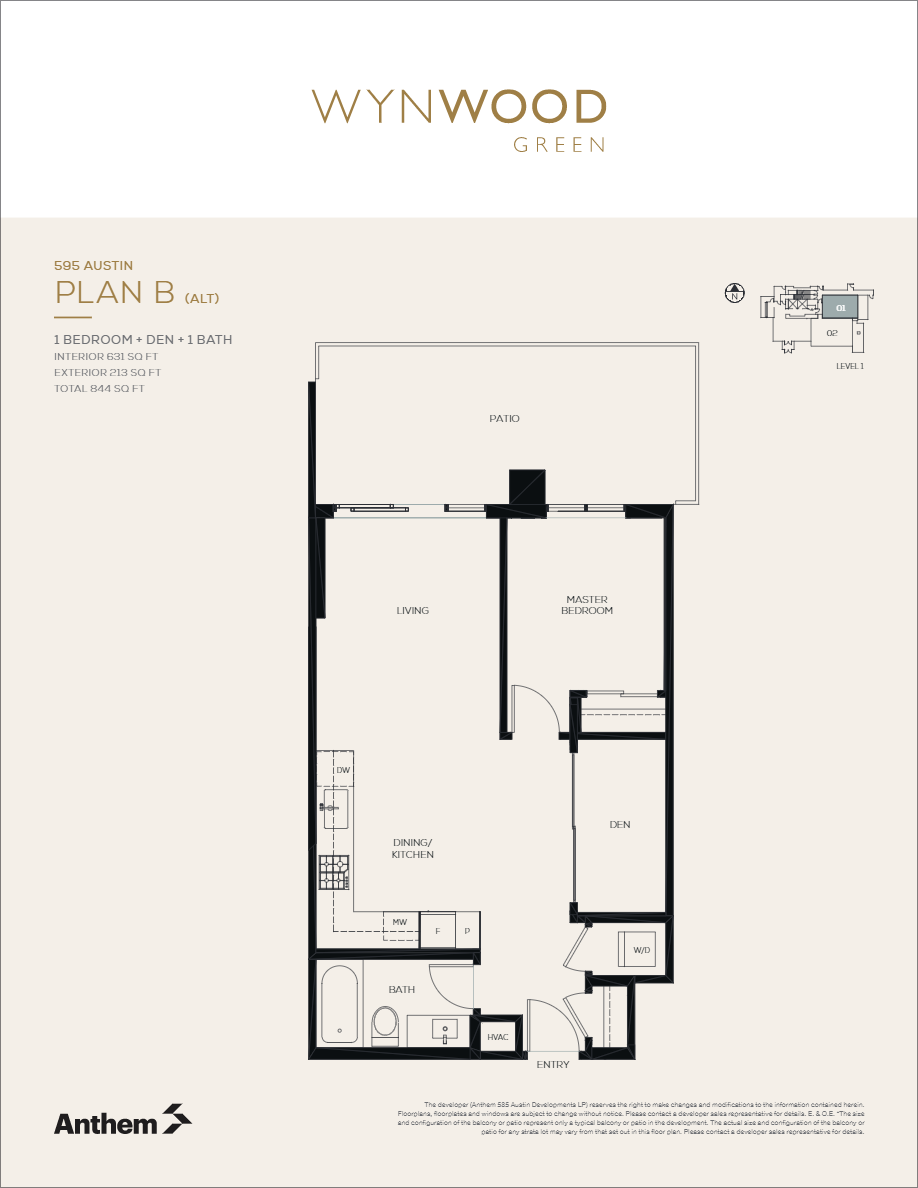 WYNWOOD
GREEN
595 AUSTIN
PLAN B (ALT)
1 BEDROOM + DEN + 1 BATH
INTERIOR 631 SQ FT
EXTERIOR 213 SQ FT
TOTAL 844 SQ FT
N
01
02
LEVEL 1
PATIO
LIVING
MASTER
BEDROOM
DW
DINING/
KITCHEN
DEN
MW
F
P
W/D
BATH
HVAC
ENTRY
Anthem
The developer (Anthem 585 Austin Developments LP) reserves the right to make changes and modifications to the information contained herein.
Floorplans, floorplates and windows are subject to change without notice. Please contact a developer sales representative for details. E. & O.E. *The size
and configuration of the balcony or patio represent only a typical balcony or patio in the development. The actual size and configuration of the balcony or
patio for any strata lot may vary from that set out in this floor plan. Please contact a developer sales representative for details.